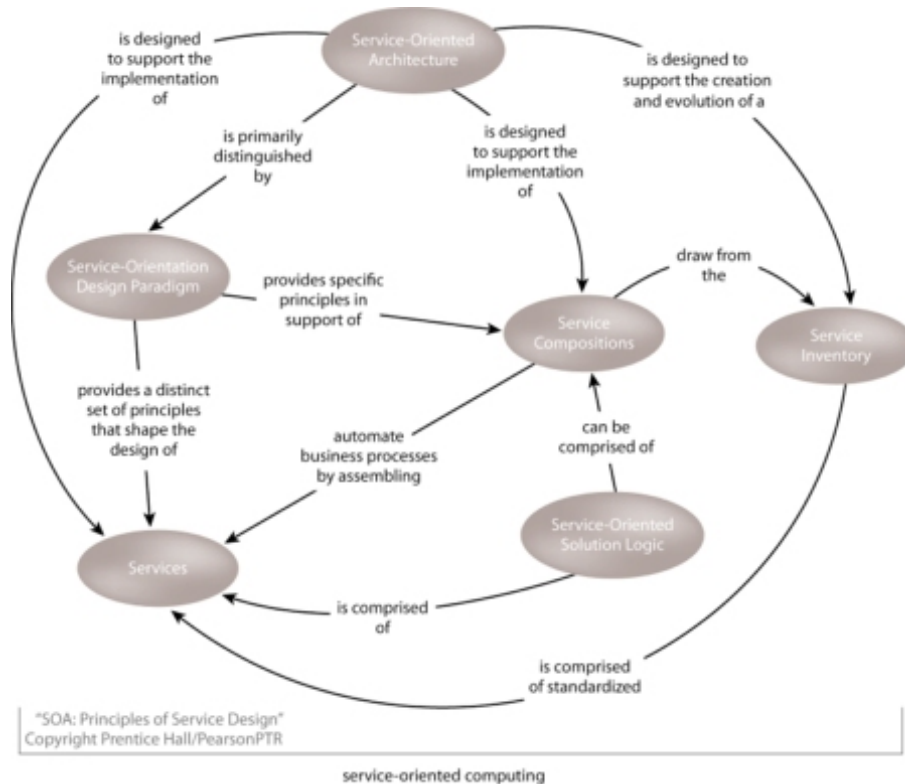 is designed
to support the
implementation
of
Service-Oriented
Architecture
is designed to
support the creation
and evolution of a
is primarily
distinguished
by
is designed
to support the
implementation
of
Service-Orientation
Design Paradigm
provides specific
principles in
support of
draw from
the
Service
Compositions
Service
Inventory
provides a distinct
set of principles
that shape the
design of
automate
business processes
by assembling
can be
comprised of
Service-Oriented
Solution Logic
Services
is comprised
of
is comprised
of standardized
"SOA: Principles of Service Design"
Copyright Prentice Hall/PearsonPTR
service-oriented computing